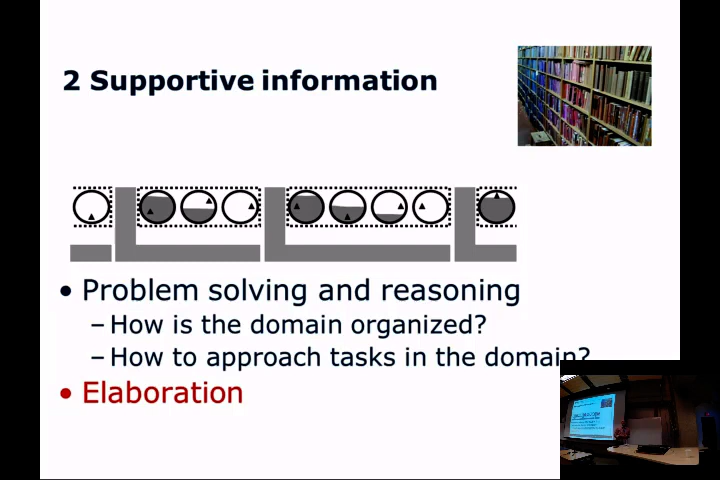 2 Supportive information
• Problem solving and reasoning
– How is the domain organized?
– How to approach tasks in the domain?
• Elaboration